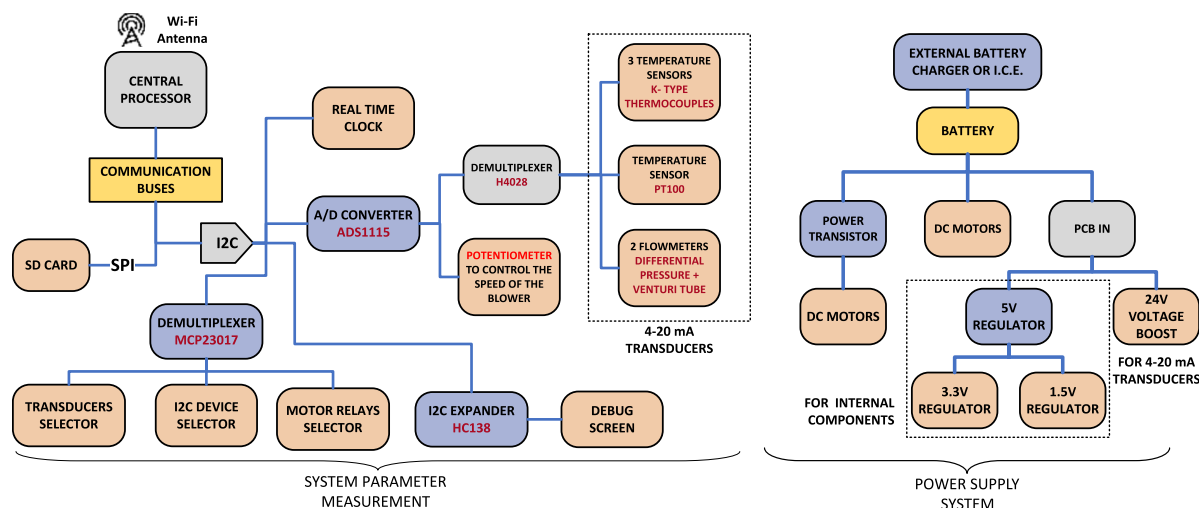 Wi-Fi
Antenna
CENTRAL
PROCESSOR
COMMUNICATION
BUSES
SD CARD
SPI
I2C
REAL TIME
CLOCK
A/D CONVERTER
ADS1115
DEMULTIPLEXER
H4028
POTENTIOMETER
TO CONTROL THE
SPEED OF THE
BLOWER
3 TEMPERATURE
SENSORS
K- TYPE
THERMOCOUPLES
TEMPERATURE
SENSOR
PT100
2 FLOWMETERS
DIFFERENTIAL
PRESSURE +
VENTURI TUBE
4-20 mA
TRANSDUCERS
DEMULTIPLEXER
MCP23017
TRANSDUCERS
SELECTOR
I2C DEVICE
SELECTOR
MOTOR RELAYS
SELECTOR
I2C EXPANDER
HC138
DEBUG
SCREEN
SYSTEM PARAMETER
MEASUREMENT
EXTERNAL BATTERY
CHARGER OR I.C.E.
BATTERY
POWER
TRANSISTOR
DC MOTORS
PCB IN
DC MOTORS
5V
REGULATOR
24V
VOLTAGE
BOOST
3.3V
REGULATOR
1.5V
REGULATOR
FOR 4-20 mA
TRANSDUCERS
FOR INTERNAL
COMPONENTS
POWER SUPPLY
SYSTEM